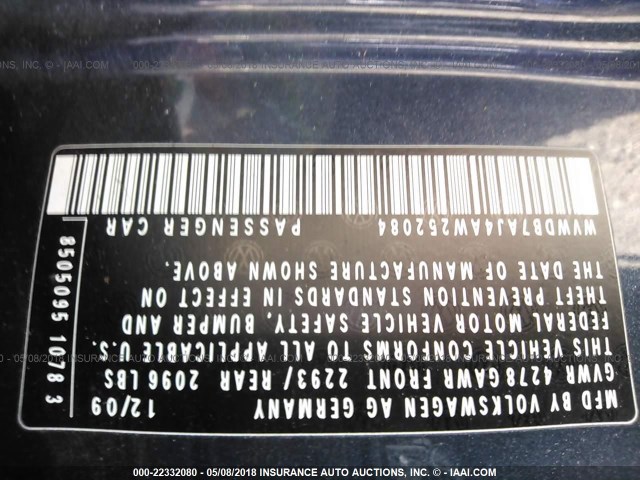 MFD BY VOLKSWAGEN AG GERMANY 12/09
GVWR 4278 GAWR FRONT 2293/ REAR 2096 LBS
THIS VEHICLE CONFORMS TO ALL APPLICABLE U.S.
FEDERAL MOTOR VEHICLE SAFETY, BUMPER AND
THEFT PREVENTION STANDARDS IN EFFECT ON
THE DATE OF MANUFACTURE SHOWN ABOVE.
WVWDB7AJ4AW252084 PASSENGER CAR
8505095 10783
000-22332080 - 05/08/2018 INSURANCE AUTO AUCTIONS, INC. - © IAAI.COM